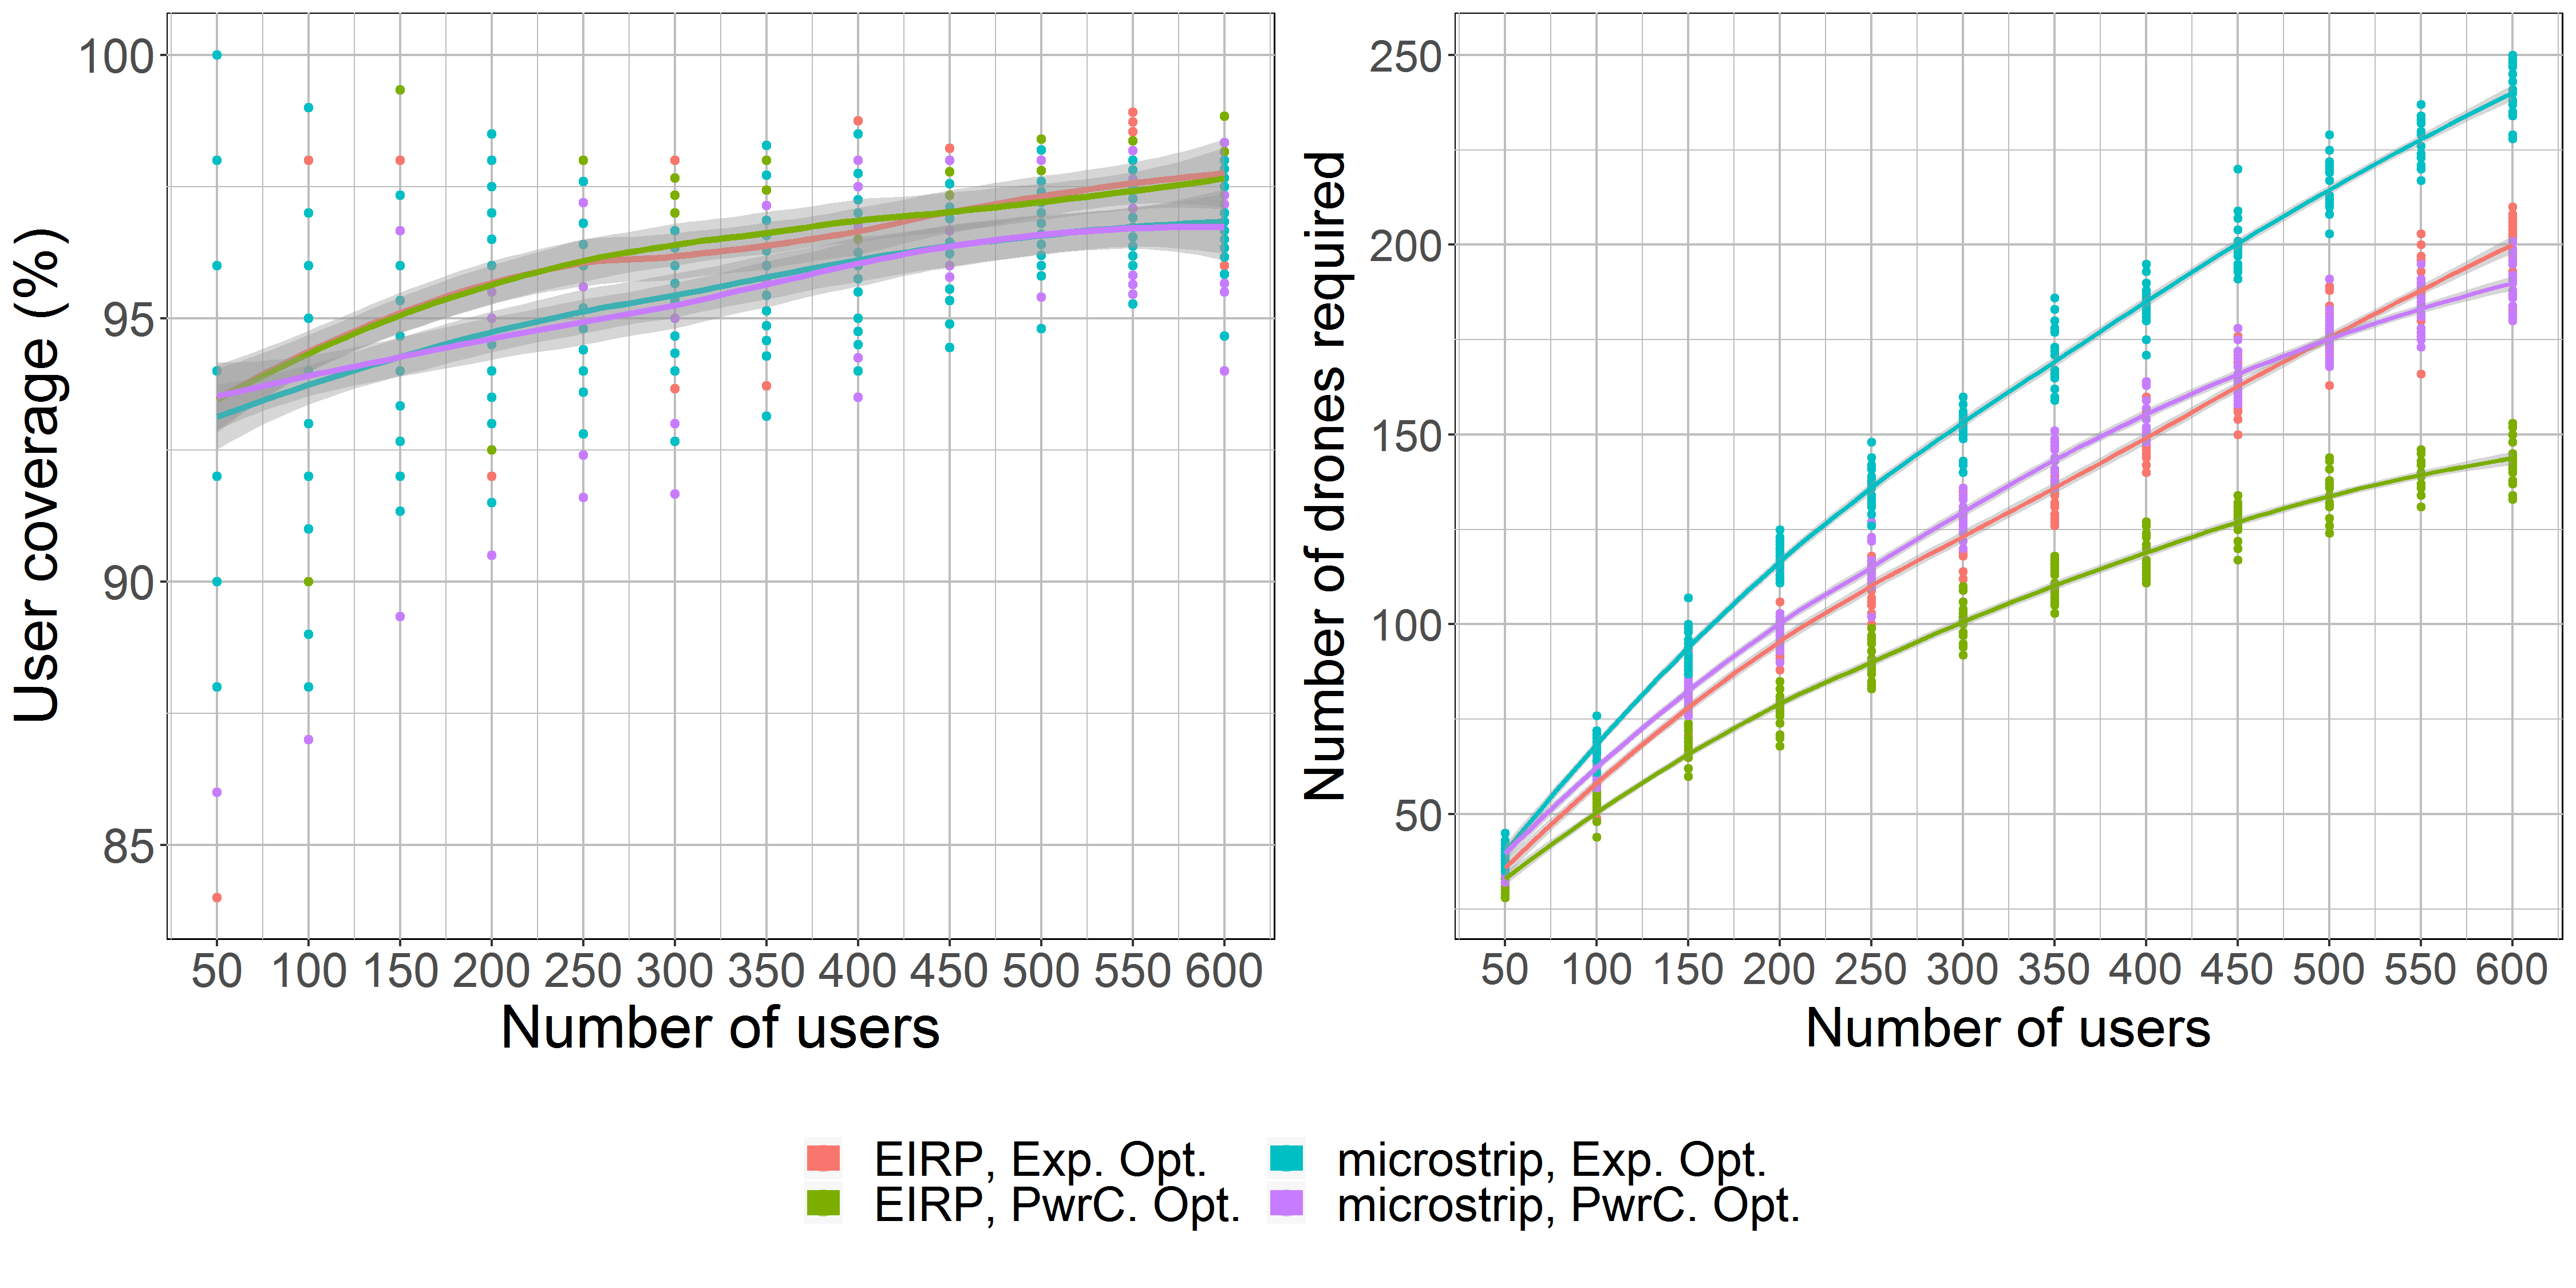 User coverage (%)
100
95
90
85
50 100 150 200 250 300 350 400 450 500 550 600
Number of users
Number of drones required
250
200
150
100
50
50 100 150 200 250 300 350 400 450 500 550 600
Number of users
EIRP, Exp. Opt.
microstrip, Exp. Opt.
EIRP, PwrC. Opt.
microstrip, PwrC. Opt.